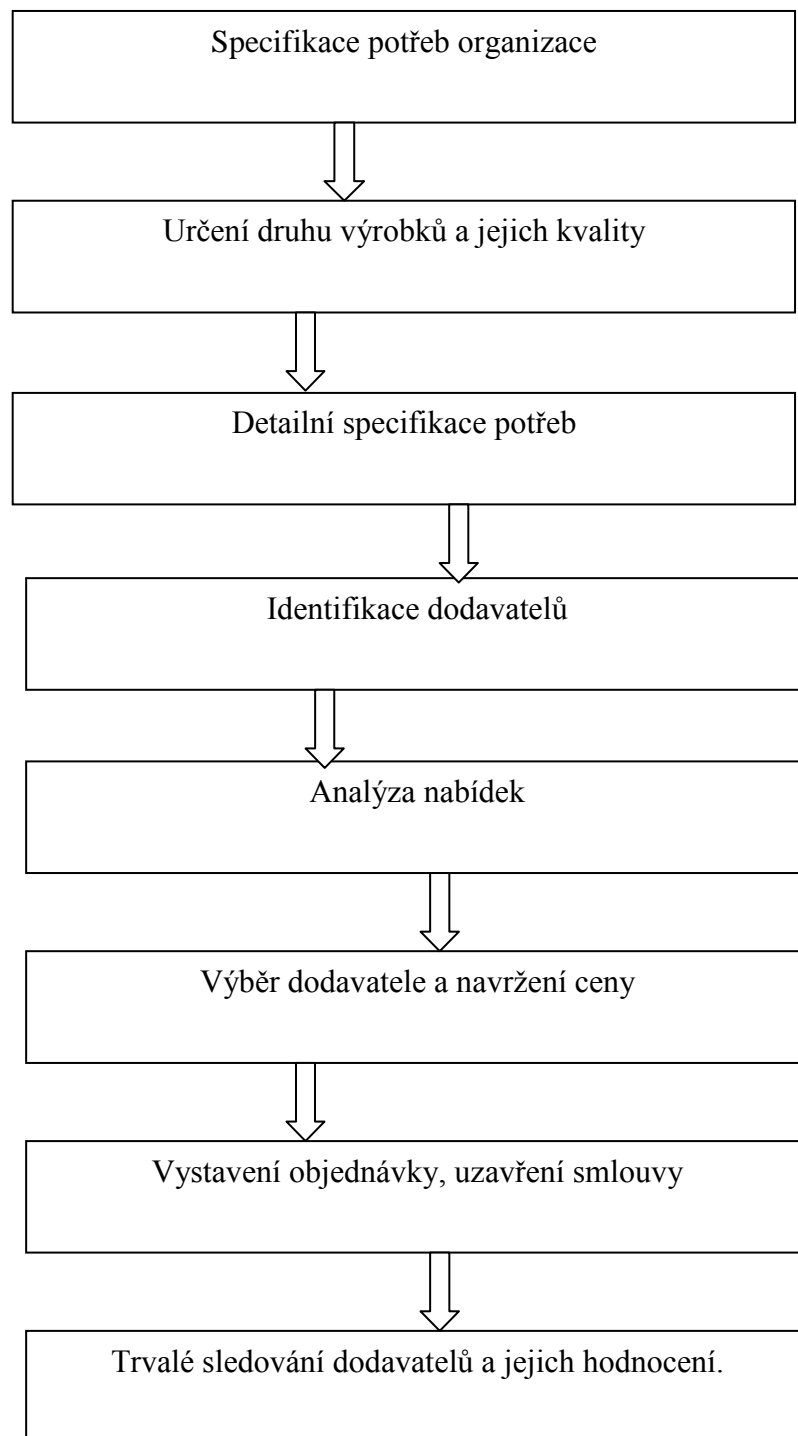 Specifikace potřeb organizace
Určení druhu výrobků a jejich kvality
Detailní specifikace potřeb
Identifikace dodavatelů
Analýza nabídek
Výběr dodavatele a navržení ceny
Vystavení objednávky, uzavření smlouvy
Trvalé sledování dodavatelů a jejich hodnocení.